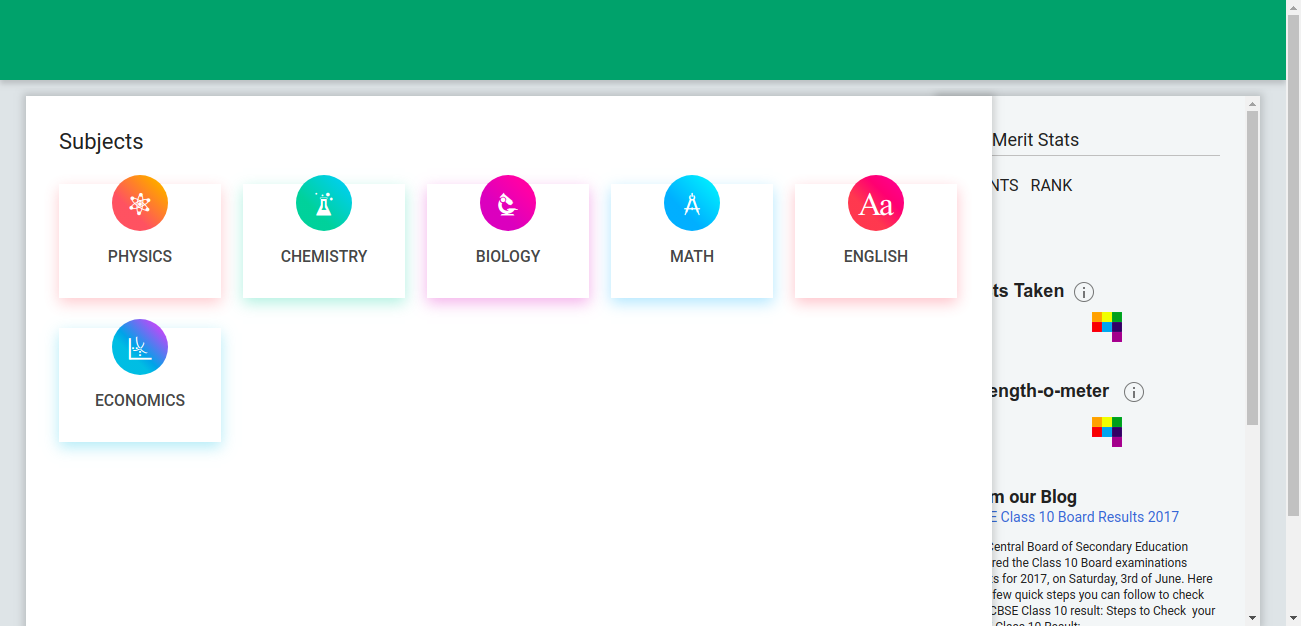 Subjects
PHYSICS
CHEMISTRY
BIOLOGY
MATH
Aa
ENGLISH
ECONOMICS
Merit Stats
NTS RANK
ts Taken
ength-o-meter
m our Blog
E Class 10 Board Results 2017
Central Board of Secondary Education
red the Class 10 Board examinations
s for 2017, on Saturday, 3rd of June. Here
few quick steps you can follow to check
CBSE Class 10 result: Steps to Check your
Class 10 Result: